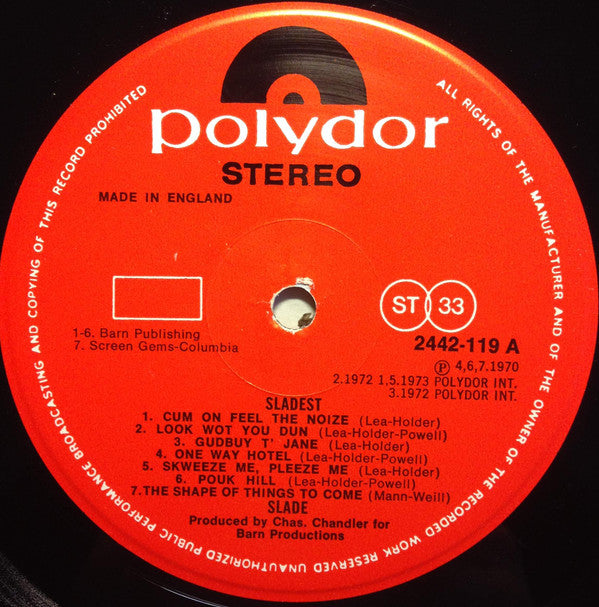 polydor
STEREO
MADE IN ENGLAND
ALL RIGHTS OF THE MANUFACTURER AND OF THE OWNER OF THE RECORDED WORK RESERVED UNAUTHORIZED PUBLIC PERFORMANCE BROADCASTING AND COPYING OF THIS RECORD PROHIBITED
ST 33
1-6. Barn Publishing
7. Screen Gems-Columbia
2442-119 A
Ⓟ 4,6,7.1970
2.1972 1.5.1973 POLYDOR INT.
3.1972 POLYDOR INT.
SLADEST
1. CUM ON FEEL THE NOIZE (Lea-Holder)
2. LOOK WOT YOU DUN (Lea-Holder-Powell)
3. GUDBUY T' JANE (Lea-Holder)
4. ONE WAY HOTEL (Lea-Holder-Powell)
5. SKWEEZE ME, PLEEZE ME (Lea-Holder)
6. POUK HILL (Lea-Holder-Powell)
7.THE SHAPE OF THINGS TO COME (Mann-Weill)
SLADE
Produced by Chas. Chandler for
Barn Productions